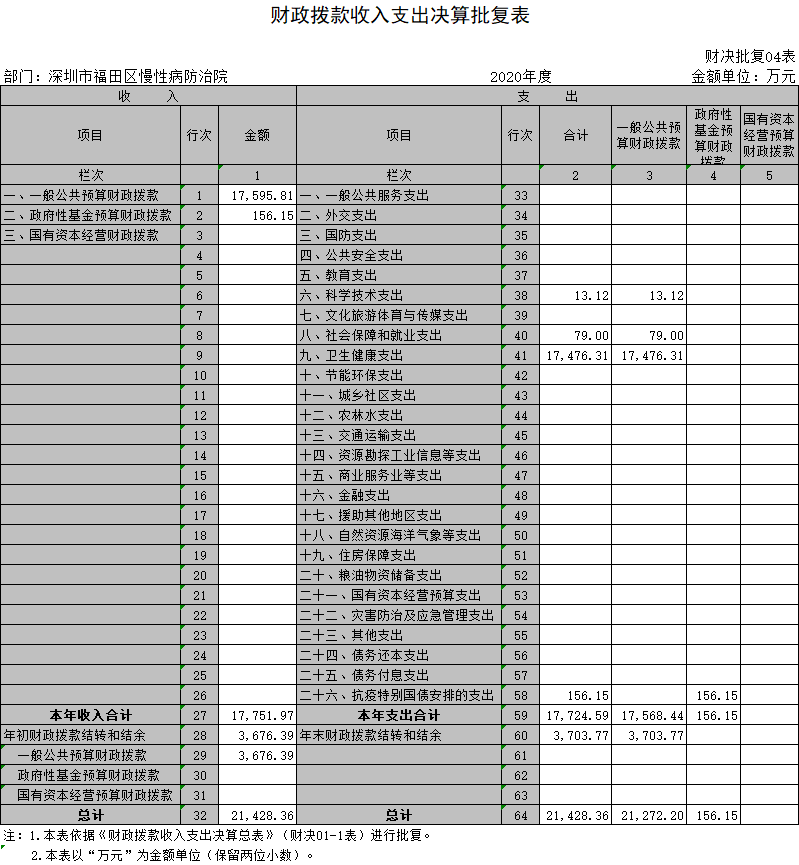 财政拨款收入支出决算批复表
财决批复04表
部门：深圳市福田区慢性病防治院 2020年度 金额单位：万元
收 入 支 出
项目 行次 金额 项目 行次 合计 一般公共预算财政拨款 政府性基金预算财政拨款 国有资本经营预算财政拨款
栏次 1 栏次 2 3 4 5
一、一般公共预算财政拨款 1 17,595.81 一、一般公共服务支出 33
二、政府性基金预算财政拨款 2 156.15 二、外交支出 34
三、国有资本经营财政拨款 3 三、国防支出 35
4 四、公共安全支出 36
5 五、教育支出 37
6 六、科学技术支出 38 13.12 13.12
7 七、文化旅游体育与传媒支出 39
8 八、社会保障和就业支出 40 79.00 79.00
9 九、卫生健康支出 41 17,476.31 17,476.31
10 十、节能环保支出 42
11 十一、城乡社区支出 43
12 十二、农林水支出 44
13 十三、交通运输支出 45
14 十四、资源勘探工业信息等支出 46
15 十五、商业服务业等支出 47
16 十六、金融支出 48
17 十七、援助其他地区支出 49
18 十八、自然资源海洋气象等支出 50
19 十九、住房保障支出 51
20 二十、粮油物资储备支出 52
21 二十一、国有资本经营预算支出 53
22 二十二、灾害防治及应急管理支出 54
23 二十三、其他支出 55
24 二十四、债务还本支出 56
25 二十五、债务付息支出 57
26 二十六、抗疫特别国债安排的支出 58 156.15 156.15
本年收入合计 27 17,751.97 本年支出合计 59 17,724.59 17,568.44 156.15
年初财政拨款结转和结余 28 3,676.39 年末财政拨款结转和结余 60 3,703.77 3,703.77
一般公共预算财政拨款 29 3,676.39 61
政府性基金预算财政拨款 30 62
国有资本经营预算财政拨款 31 63
总计 32 21,428.36 总计 64 21,428.36 21,272.20 156.15
注：1.本表依据《财政拨款收入支出决算总表》（财决01-1表）进行批复。
2.本表以“万元”为金额单位（保留两位小数）。